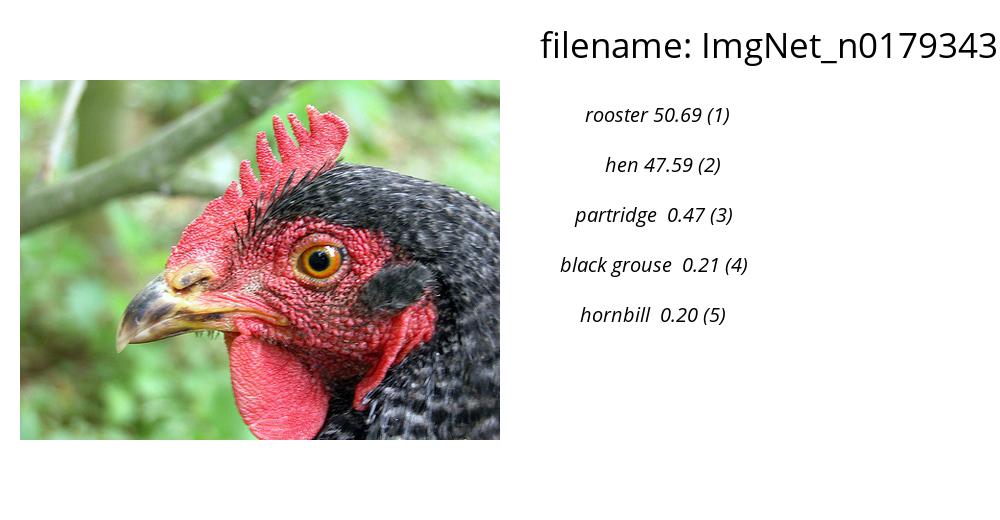 filename: ImgNet_n0179343
rooster 50.69 (1)
hen 47.59 (2)
partridge 0.47 (3)
black grouse 0.21 (4)
hornbill 0.20 (5)